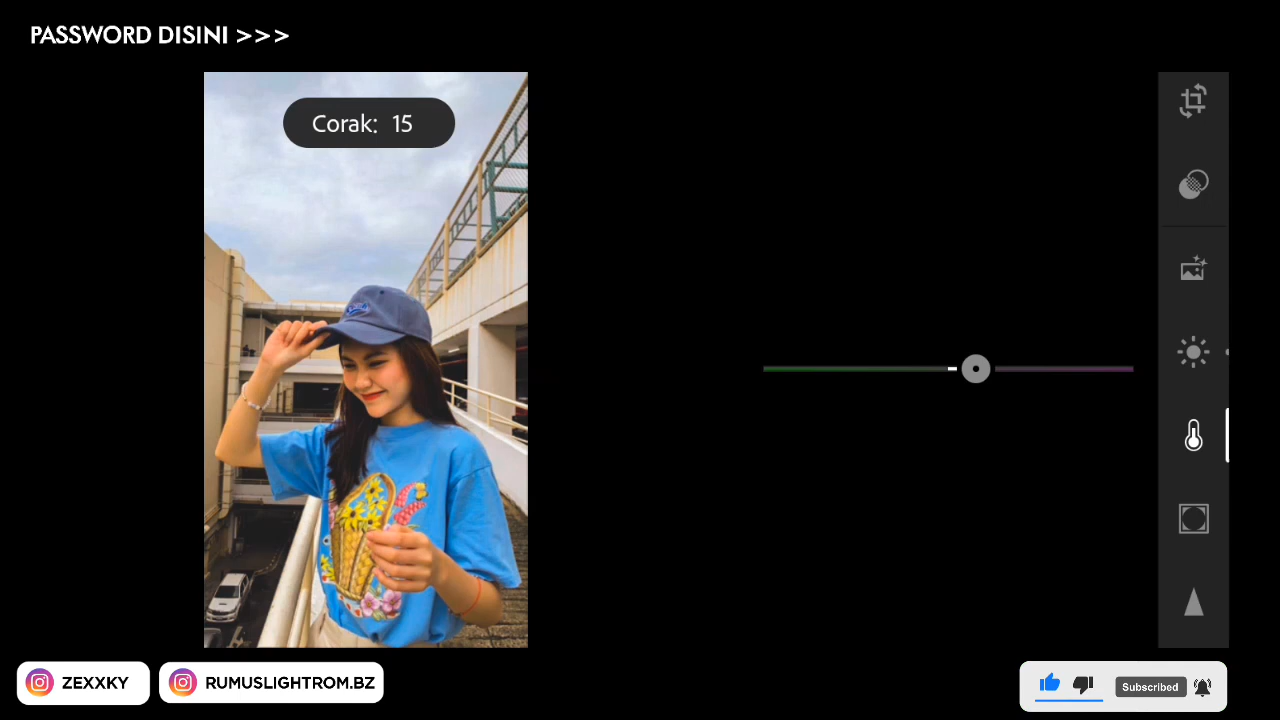 PASSWORD DISINI >>>
Corak: 15
ZEXXKY
RUMUSLIGHTROM.BZ
Subscribed